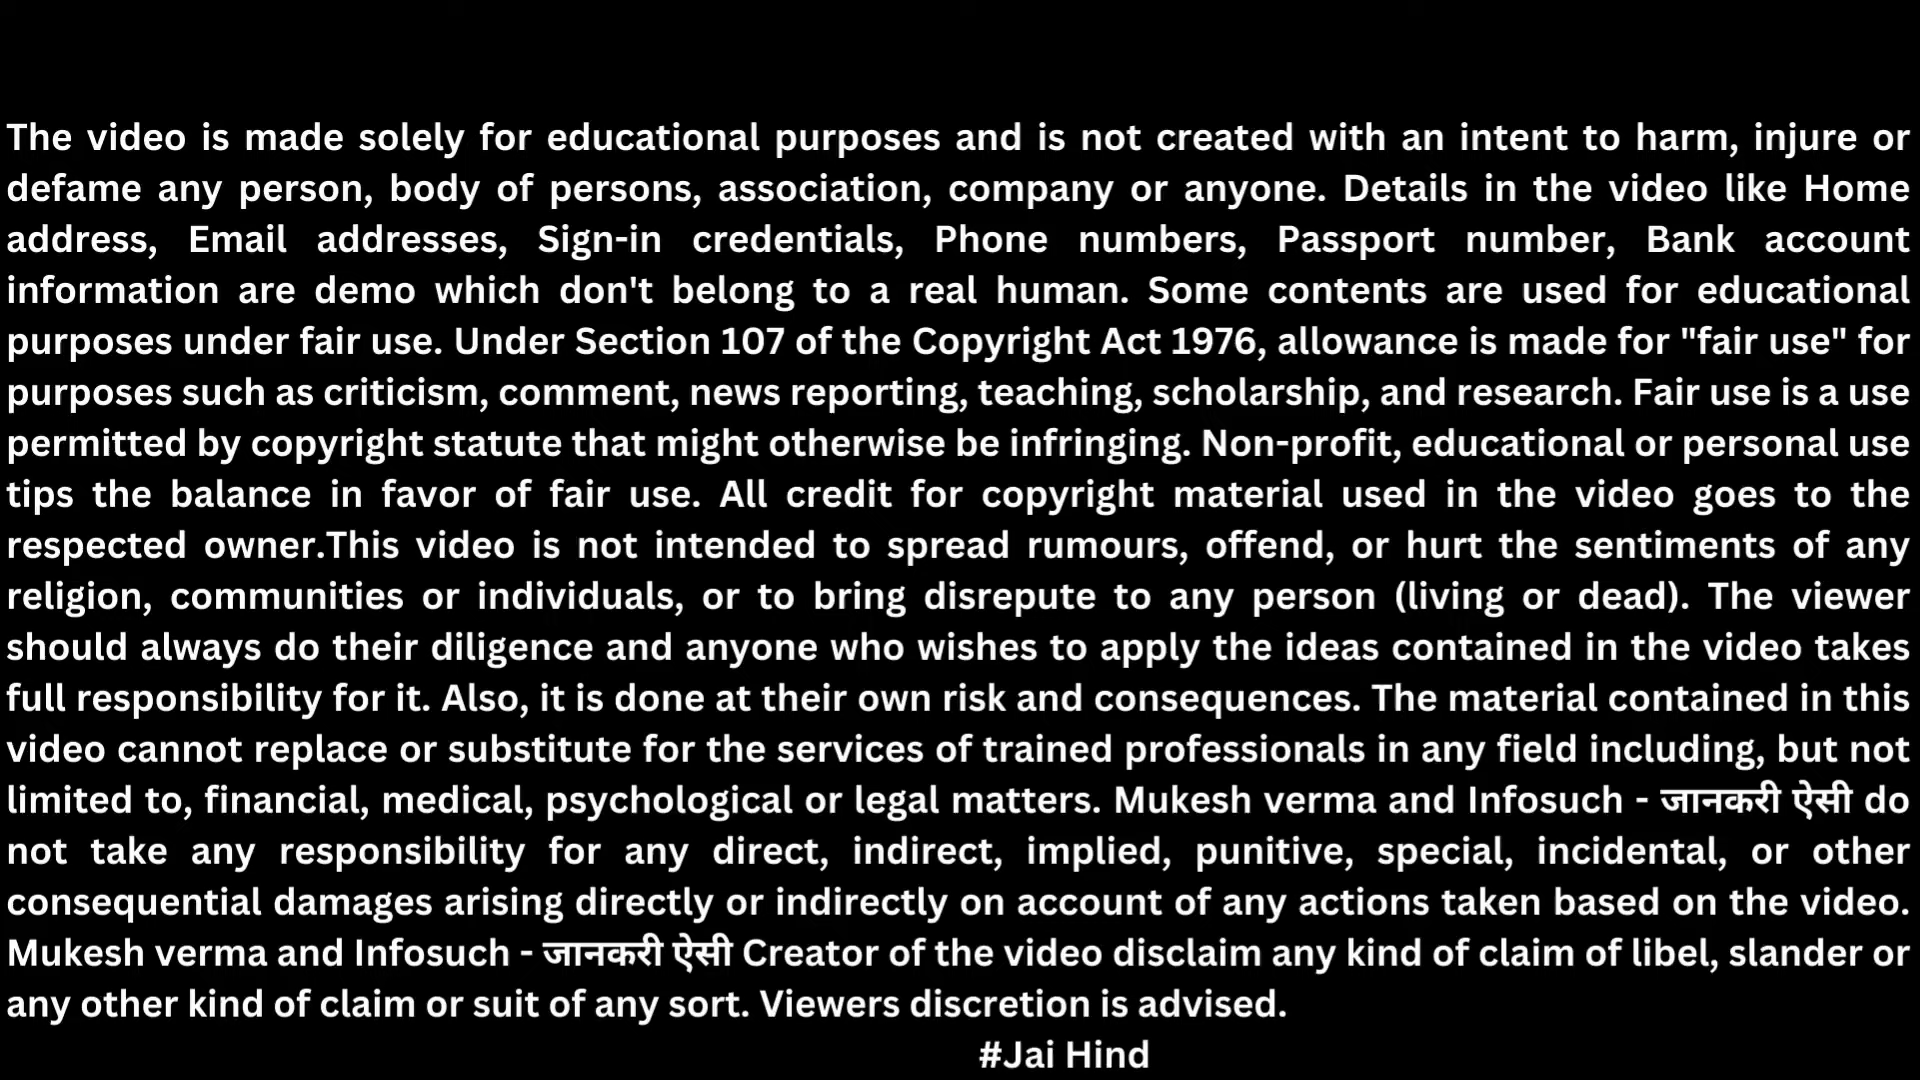 The video is made solely for educational purposes and is not created with an intent to harm, injure or
defame any person, body of persons, association, company or anyone. Details in the video like Home
address, Email addresses, Sign-in credentials, Phone numbers, Passport number, Bank account
information are demo which don't belong to a real human. Some contents are used for educational
purposes under fair use. Under Section 107 of the Copyright Act 1976, allowance is made for "fair use" for
purposes such as criticism, comment, news reporting, teaching, scholarship, and research. Fair use is a use
permitted by copyright statute that might otherwise be infringing. Non-profit, educational or personal use
tips the balance in favor of fair use. All credit for copyright material used in the video goes to the
respected owner.This video is not intended to spread rumours, offend, or hurt the sentiments of any
religion, communities or individuals, or to bring disrepute to any person (living or dead). The viewer
should always do their diligence and anyone who wishes to apply the ideas contained in the video takes
full responsibility for it. Also, it is done at their own risk and consequences. The material contained in this
video cannot replace or substitute for the services of trained professionals in any field including, but not
limited to, financial, medical, psychological or legal matters. Mukesh verma and Infosuch - जानकरी ऐसी do
not take any responsibility for any direct, indirect, implied, punitive, special, incidental, or other
consequential damages arising directly or indirectly on account of any actions taken based on the video.
Mukesh verma and Infosuch - जानकरी ऐसी Creator of the video disclaim any kind of claim of libel, slander or
any other kind of claim or suit of any sort. Viewers discretion is advised.
#Jai Hind